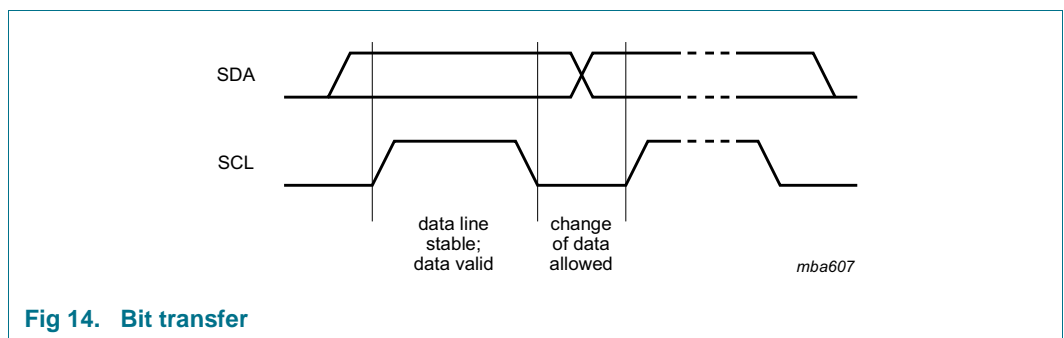 SDA
SCL
data line
stable;
data valid
change
of data
allowed
mba607
Fig 14. Bit transfer